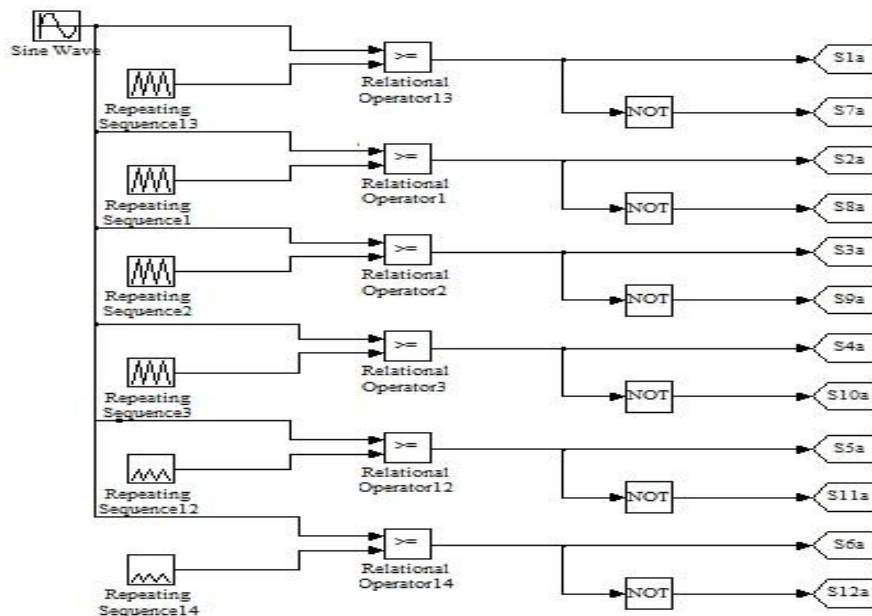 Sine Wave
>=
S1a
Relational
Operator13
Repeating
Sequence13
NOT
S7a
>=
S2a
Relational
Operator1
Repeating
Sequence1
NOT
S8a
>=
S3a
Relational
Operator2
Repeating
Sequence2
NOT
S9a
>=
S4a
Relational
Operator3
Repeating
Sequence3
NOT
S10a
>=
S5a
Relational
Operator12
Repeating
Sequence12
NOT
S11a
>=
S6a
Relational
Operator14
Repeating
Sequence14
NOT
S12a